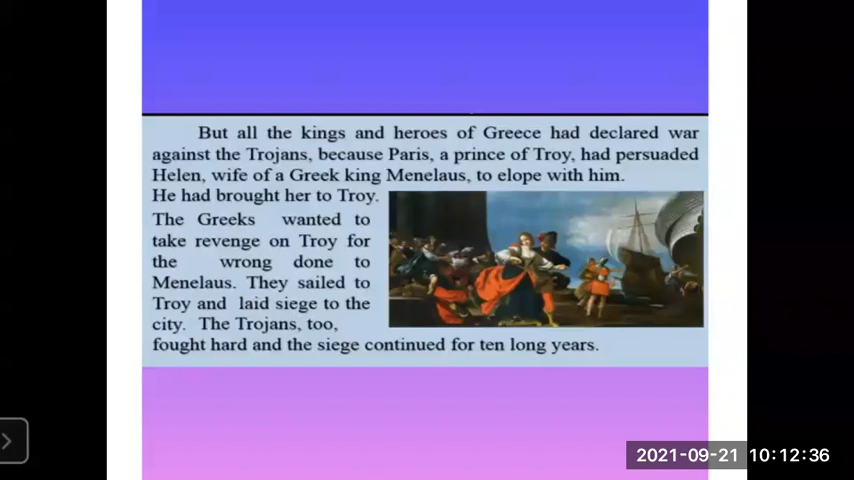 But all the kings and heroes of Greece had declared war
against the Trojans, because Paris, a prince of Troy, had persuaded
Helen, wife of a Greek king Menelaus, to elope with him.
He had brought her to Troy.
The Greeks wanted to
take revenge on Troy for
the wrong done to
Menelaus. They sailed to
Troy and laid siege to the
city. The Trojans, too,
fought hard and the siege continued for ten long years.
2021-09-21 10:12:36